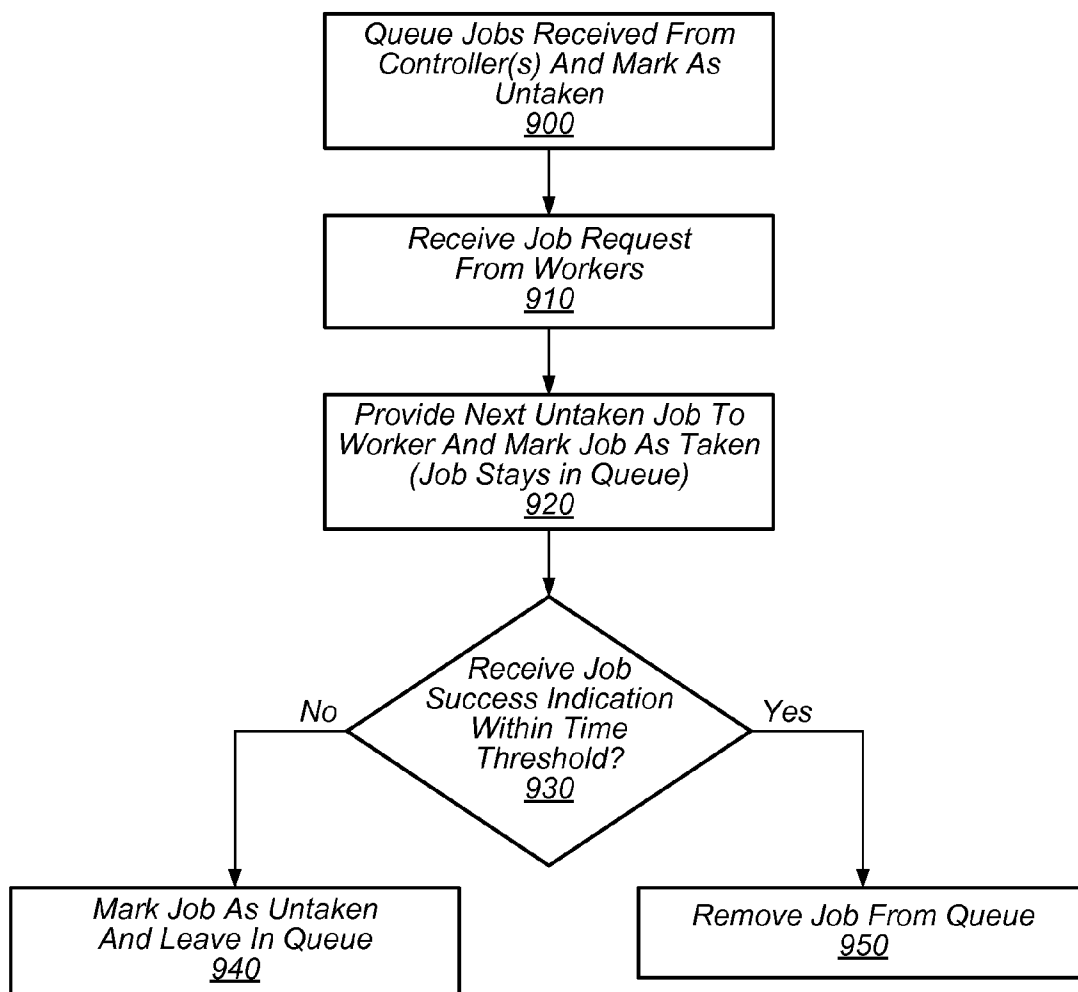 Queue Jobs Received From
Controller(s) And Mark As
Untaken
900
Receive Job Request
From Workers
910
Provide Next Untaken Job To
Worker And Mark Job As Taken
(Job Stays in Queue)
920
Receive Job
Success Indication
Within Time
Threshold?
930
No
Yes
Mark Job As Untaken
And Leave In Queue
940
Remove Job From Queue
950